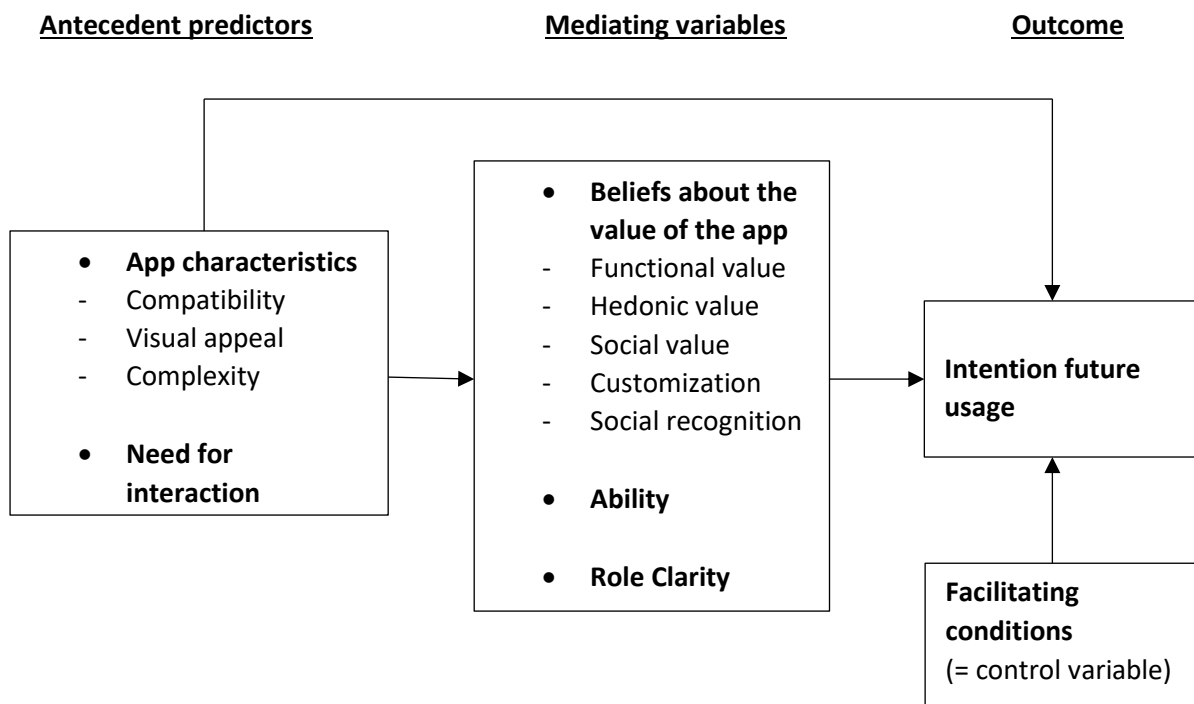 Antecedent predictors
Mediating variables
Outcome
• App characteristics
- Compatibility
- Visual appeal
- Complexity
• Need for
interaction
• Beliefs about the
value of the app
- Functional value
- Hedonic value
- Social value
- Customization
- Social recognition
• Ability
• Role Clarity
Intention future
usage
Facilitating
conditions
(= control variable)